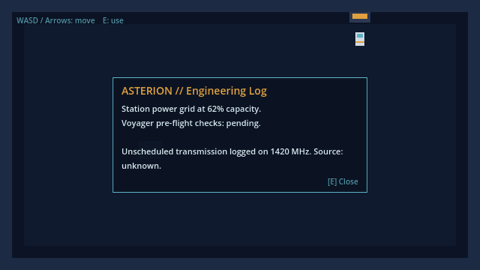 WASD / Arrows: move    E: use
ASTERION // Engineering Log
Station power grid at 62% capacity.
Voyager pre-flight checks: pending.
Unscheduled transmission logged on 1420 MHz. Source:
unknown.
[E] Close